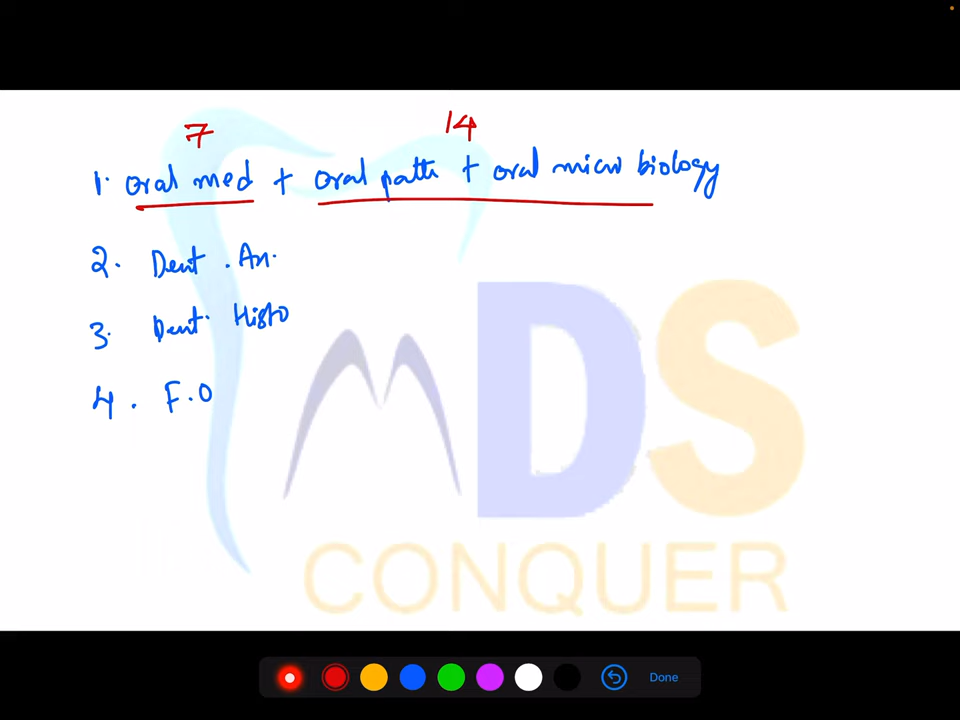 7 14
1. oral med + oral path + oral micro biology
2. Dent. An.
3. Dent. Histo
4. F.O
MDS
CONQUER
Done